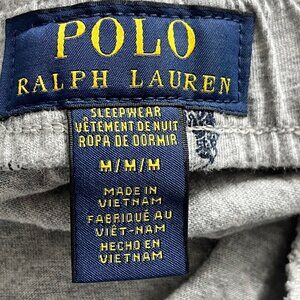 POLO
RALPH LAUREN
SLEEPWEAR
VÊTEMENT DE NUIT
ROPA DE DORMIR
M/M/M
MADE IN
VIETNAM
FABRIQUÉ AU
VIÊT-NAM
HECHO EN
VIETNAM